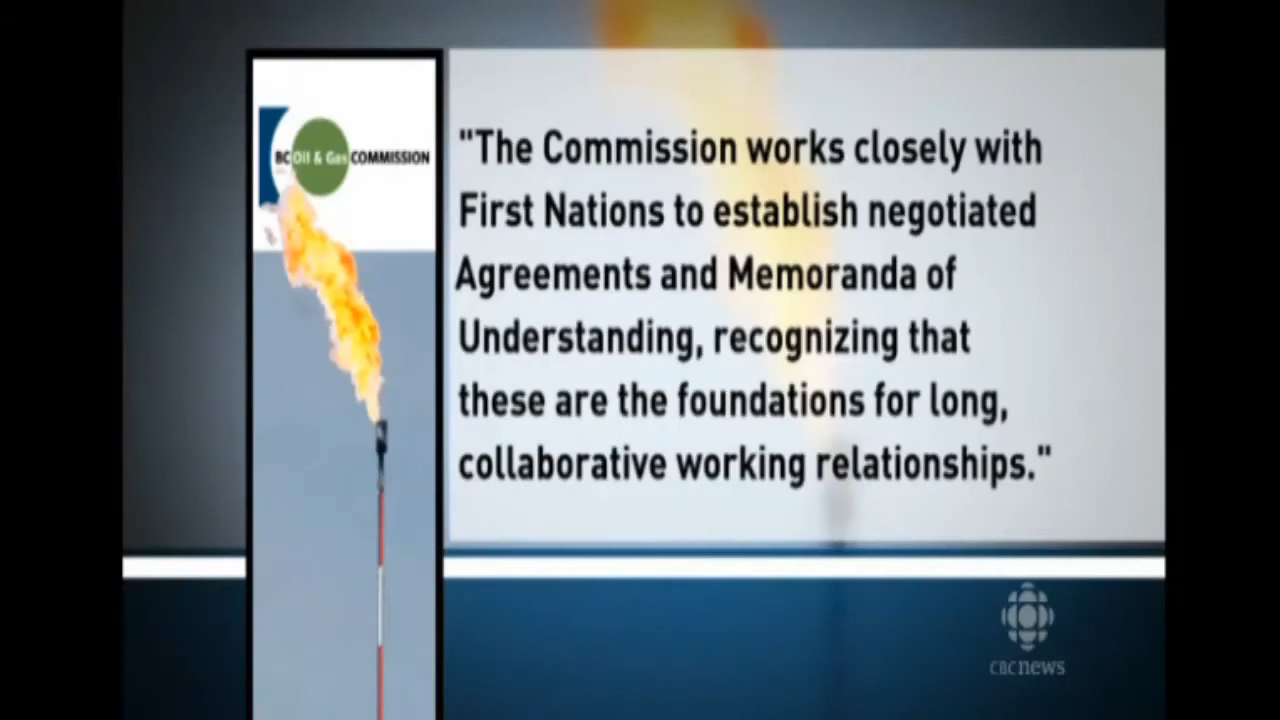 BC Oil & Gas COMMISSION
"The Commission works closely with
First Nations to establish negotiated
Agreements and Memoranda of
Understanding, recognizing that
these are the foundations for long,
collaborative working relationships."
CBCnews